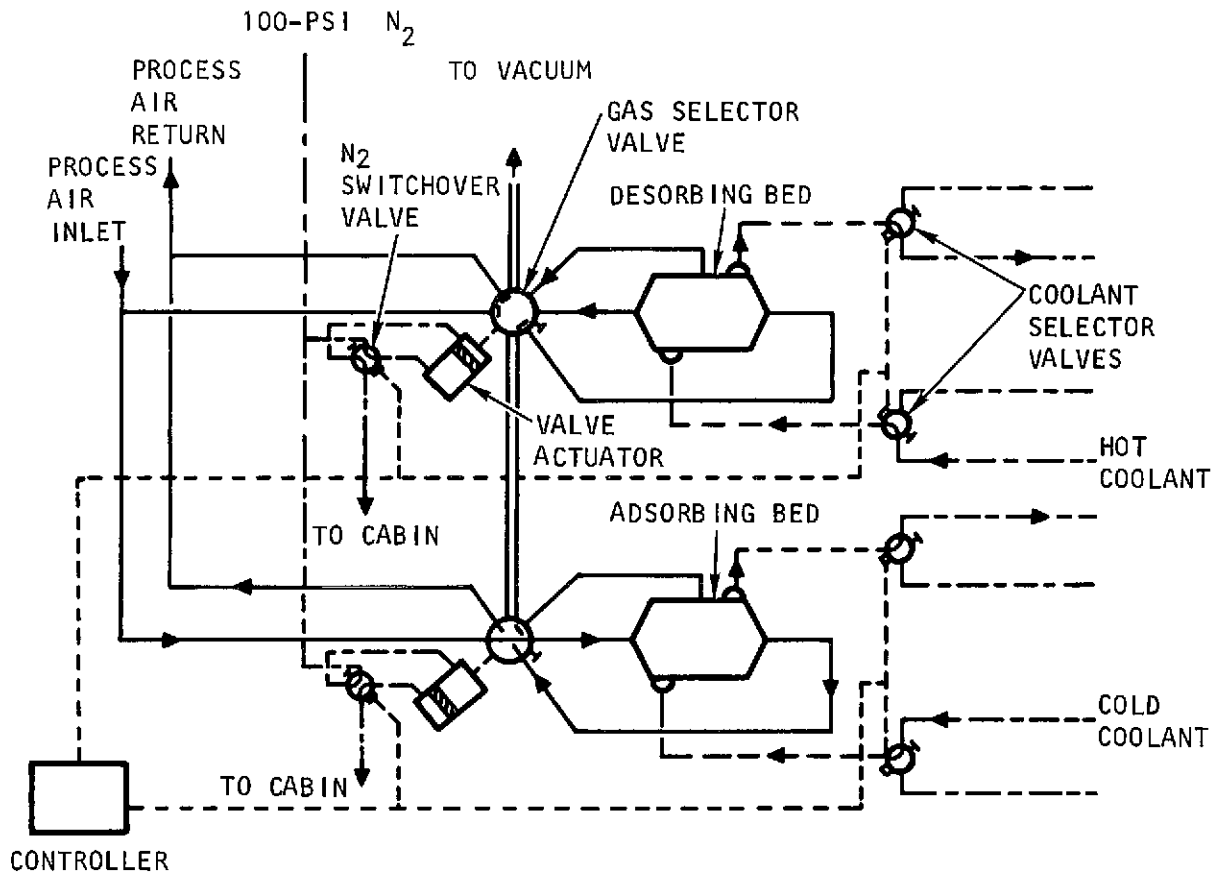 100-PSI N2
PROCESS
AIR
RETURN
TO VACUUM
GAS SELECTOR
VALVE
PROCESS
AIR
INLET
N2
SWITCHOVER
VALVE
DESORBING BED
COOLANT
SELECTOR
VALVES
VALVE
ACTUATOR
HOT
COOLANT
TO CABIN
ADSORBING BED
COLD
COOLANT
TO CABIN
CONTROLLER